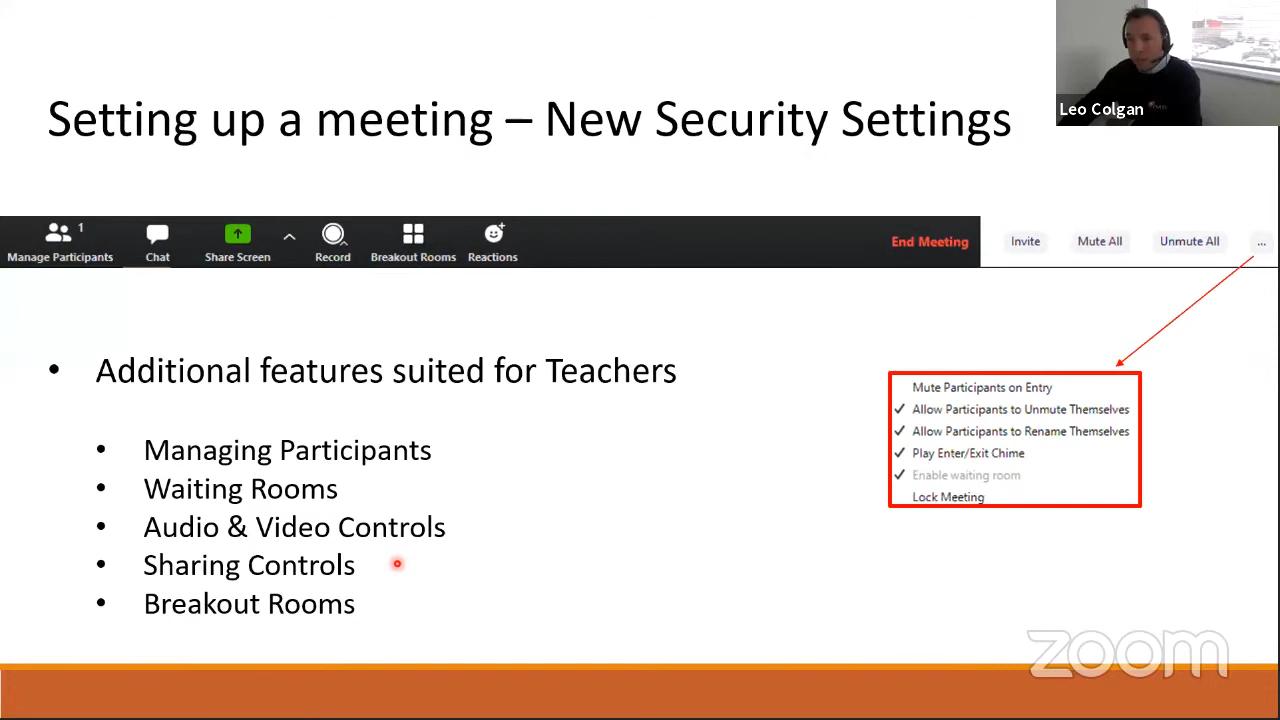 Leo Colgan
Setting up a meeting – New Security Settings
1
Manage Participants
Chat
Share Screen
Record
Breakout Rooms
Reactions
End Meeting
Invite
Mute All
Unmute All
...
• Additional features suited for Teachers
• Managing Participants
• Waiting Rooms
• Audio & Video Controls
• Sharing Controls
• Breakout Rooms
Mute Participants on Entry
✓ Allow Participants to Unmute Themselves
✓ Allow Participants to Rename Themselves
✓ Play Enter/Exit Chime
✓ Enable waiting room
Lock Meeting
zoom